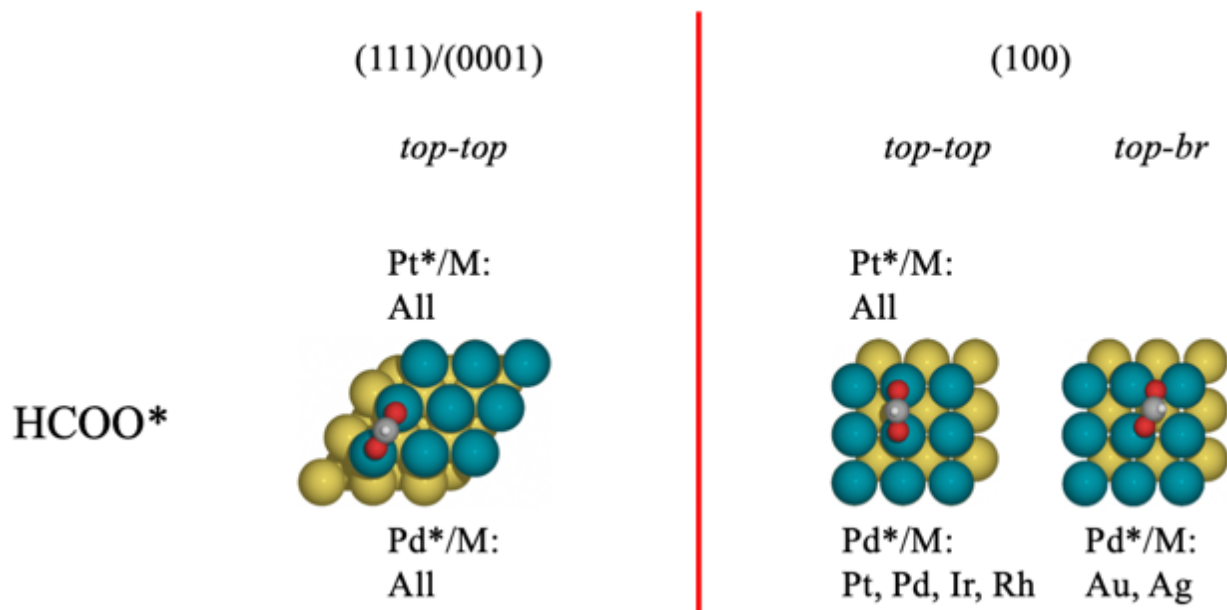 (111)/(0001)
(100)
top-top
top-top
top-br
Pt*/M:
All
Pt*/M:
All
HCOO*
Pd*/M:
All
Pd*/M:
Pt, Pd, Ir, Rh
Pd*/M:
Au, Ag